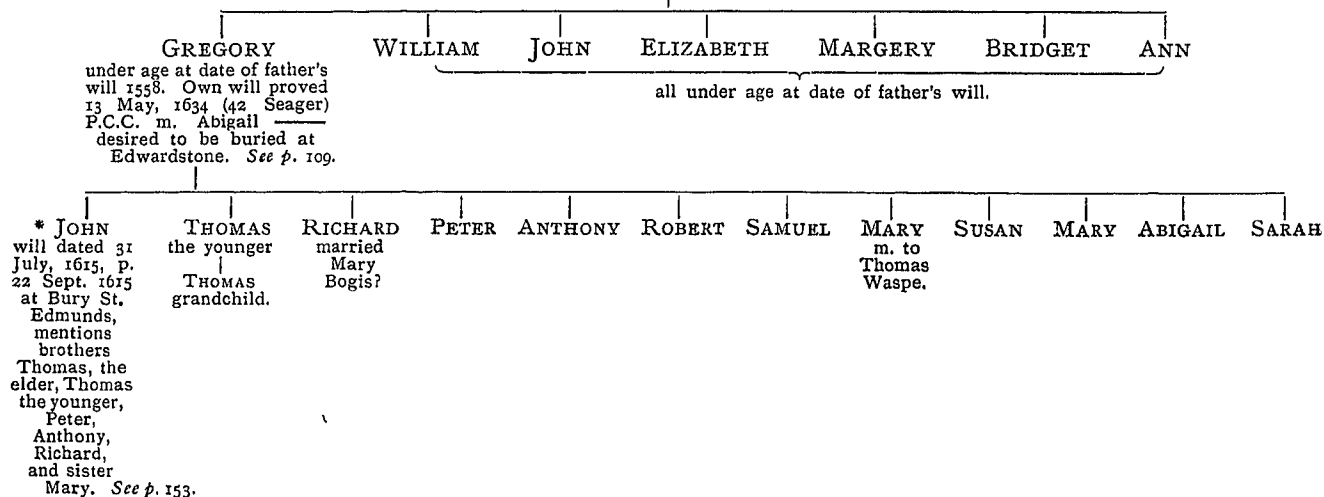 GREGORY
under age at date of father's
will 1558. Own will proved
13 May, 1634 (42 Seager)
P.C.C. m. Abigail ——
desired to be buried at
Edwardstone. See p. 109.
WILLIAM JOHN ELIZABETH MARGERY BRIDGET ANN
all under age at date of father's will.
* JOHN
will dated 31
July, 1615, p.
22 Sept. 1615
at Bury St.
Edmunds,
mentions
brothers
Thomas, the
elder, Thomas
the younger,
Peter,
Anthony,
Richard,
and sister
Mary. See p. 153.
THOMAS
the younger
THOMAS
grandchild.
RICHARD
married
Mary
Bogis?
PETER
ANTHONY
ROBERT
SAMUEL
MARY
m. to
Thomas
Waspe.
SUSAN
MARY
ABIGAIL
SARAH